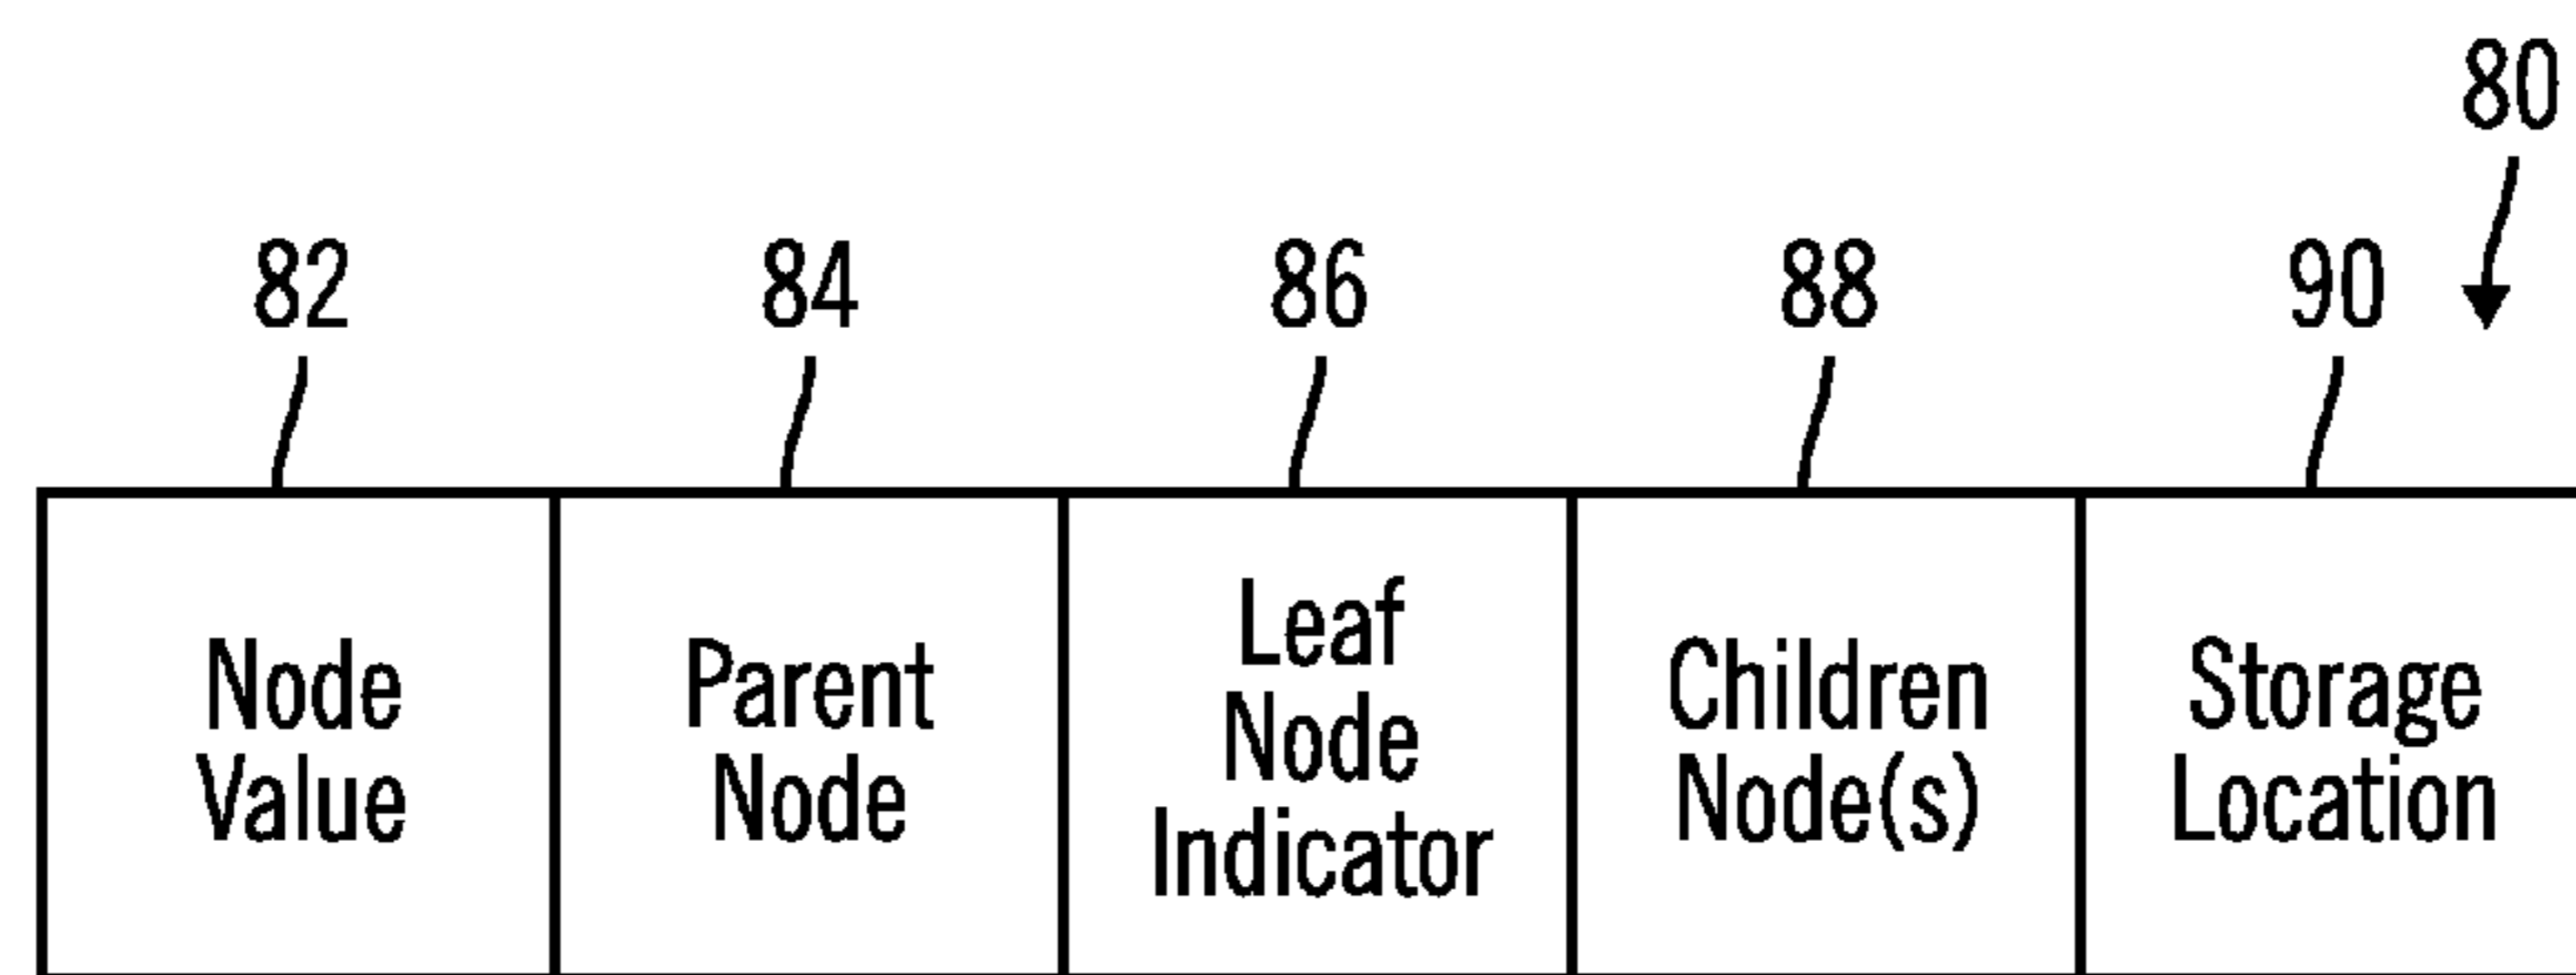 80
82
84
86
88
90
Node
Value
Parent
Node
Leaf
Node
Indicator
Children
Node(s)
Storage
Location